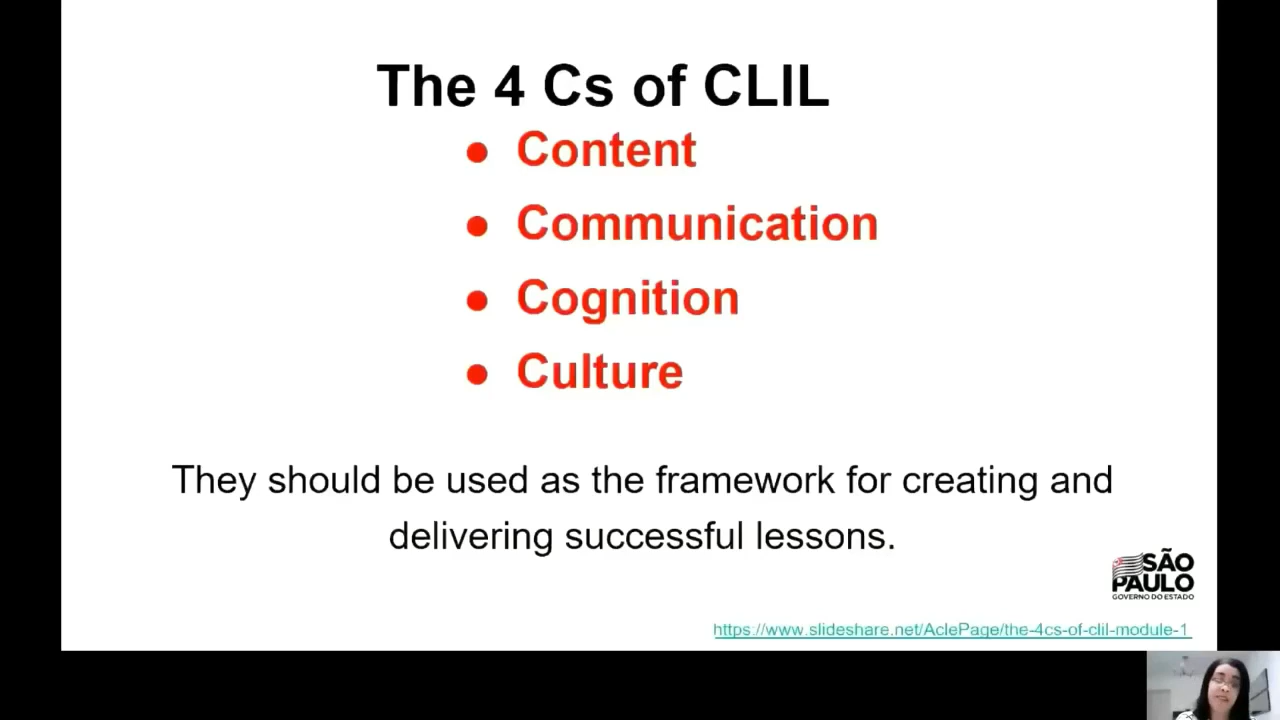 The 4 Cs of CLIL
● Content
● Communication
● Cognition
● Culture
They should be used as the framework for creating and
delivering successful lessons.
SÃO
PAULO
GOVERNO DO ESTADO
https://www.slideshare.net/AclePage/the-4cs-of-clil-module-1